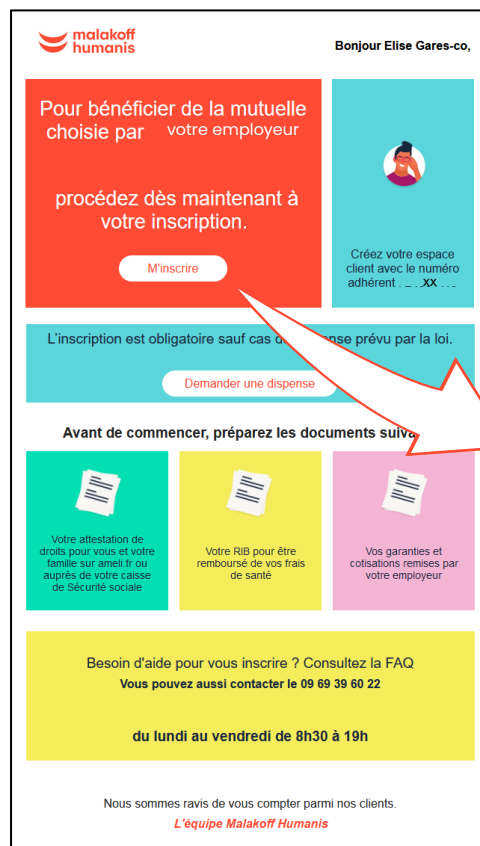 malakoff
humanis
Bonjour Elise Gares-co,
Pour bénéficier de la mutuelle
choisie par votre employeur
procédez dès maintenant à
votre inscription.
M'inscrire
Créez votre espace
client avec le numéro
adhérent XX
L'inscription est obligatoire sauf cas prévu par la loi.
Demander une dispense
Avant de commencer, préparez les documents
Votre attestation de
droits pour vous et votre
famille sur ameli.fr ou
auprès de votre caisse
de Sécurité sociale
Votre RIB pour être
remboursé de vos frais
de santé
Vos garanties et
cotisations remises par
votre employeur
Besoin d'aide pour vous inscrire ? Consultez la FAQ
Vous pouvez aussi contacter le 09 69 39 60 22
du lundi au vendredi de 8h30 à 19h
Nous sommes ravis de vous compter parmi nos clients.
L'équipe Malakoff Humanis